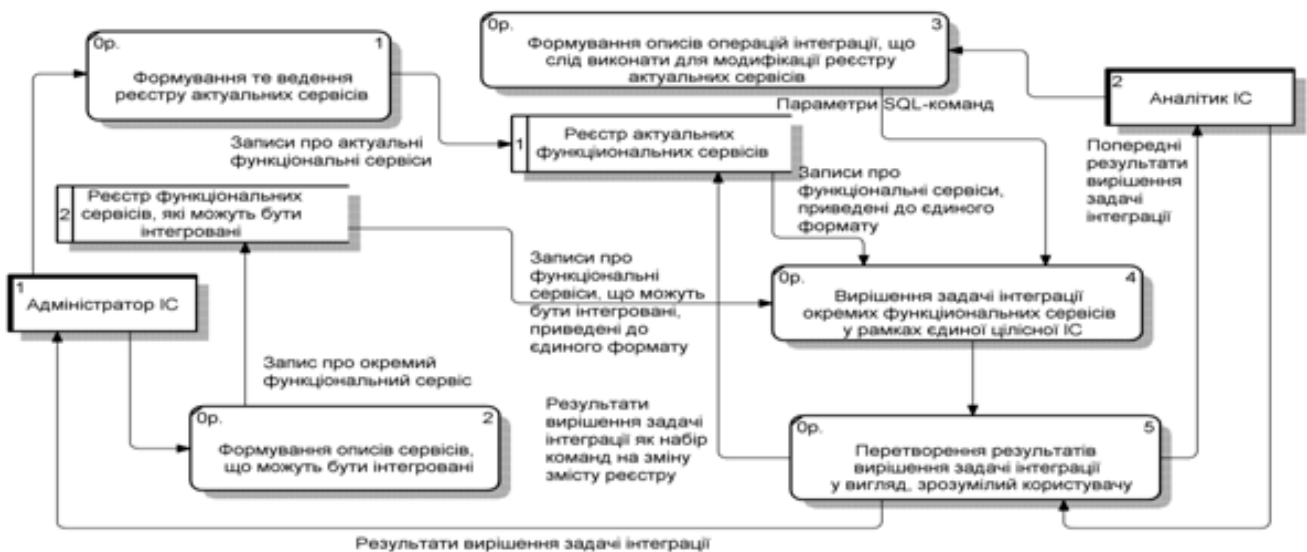 0р.
1
Формування те ведення
реєстру актуальних сервісів
0р.
3
Формування описів операцій інтеграції, що
слід виконати для модифікації реєстру
актуальних сервісів
2
Аналітик ІС
Параметри SQL-команд
Записи про актуальні
функціональні сервіси
1
Реєстр актуальних
функціиональних сервісів
Попередні
результати
вирішення
задачі
інтеграції
Записи про
функціональні сервіси,
приведені до єдиного
формату
2
Реєстр функціональних
сервісів, які можуть бути
інтегровані
Записи про
функціональні
сервіси, що можуть
бути інтегровані,
приведені до
єдиного формату
1
Адміністратор ІС
0р.
4
Вирішення задачі інтеграції
окремих функціиональних сервісів
у рамках єдиної цілісної ІС
Запис про окремий
функціональний сервіс
0р.
2
Формування описів сервісів,
що можуть бути інтегровані
Результати
вирішення задачі
інтеграції як набір
команд на зміну
змісту реєстру
0р.
5
Перетворення результатів
вирішення задачі інтеграції
у вигляд, зрозумілий користувачу
Результати вирішення задачі інтеграції